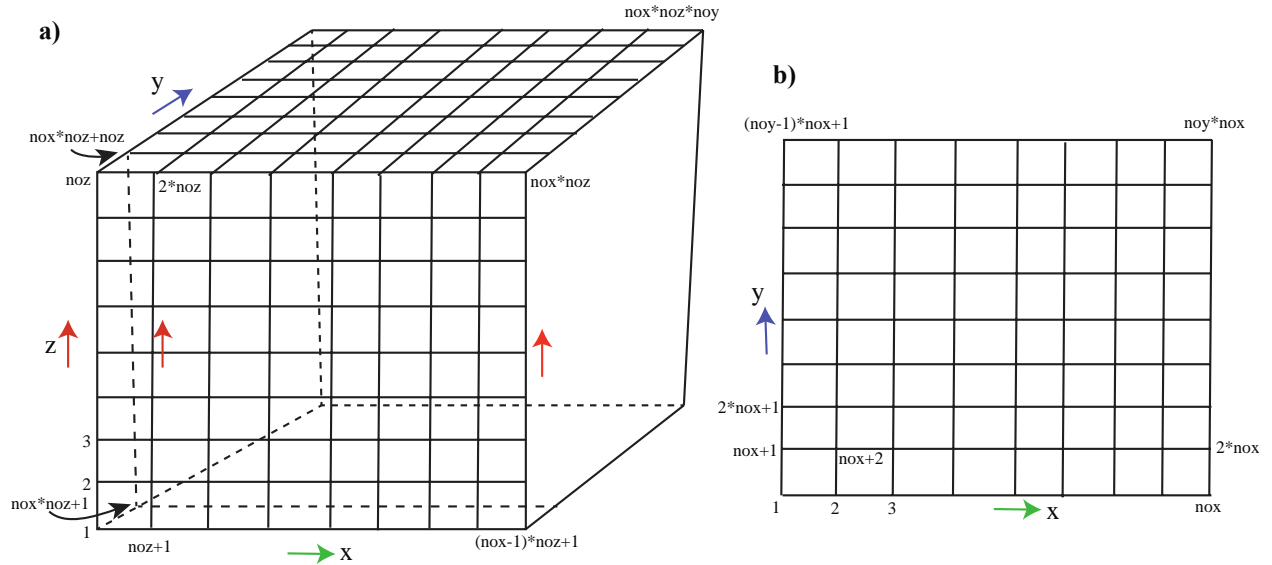 a)
nox*noz*noy
y
nox*noz+noz
noz
2*noz
nox*noz
z
3
2
nox*noz+1
1
noz+1
x
(nox-1)*noz+1
b)
(noy-1)*nox+1
noy*nox
y
2*nox+1
nox+1
nox+2
2*nox
1
2
3
x
nox